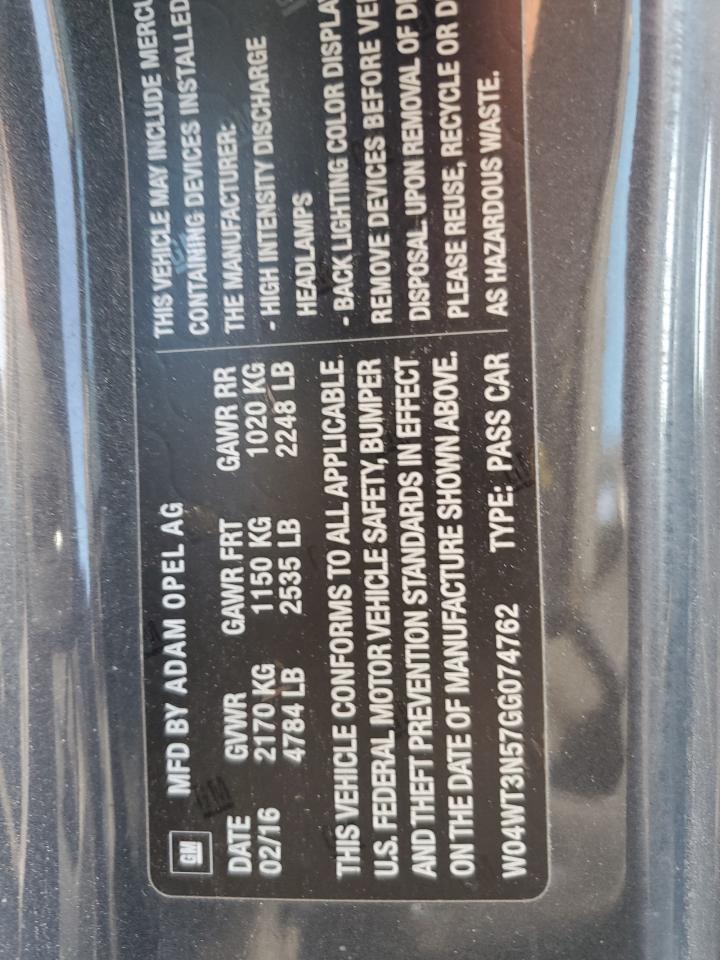 GM
MFD BY ADAM OPEL AG
DATE GVWR GAWR FRT GAWR RR
02/16 2170 KG 1150 KG 1020 KG
4784 LB 2535 LB 2248 LB
THIS VEHICLE CONFORMS TO ALL APPLICABLE
U.S. FEDERAL MOTOR VEHICLE SAFETY, BUMPER
AND THEFT PREVENTION STANDARDS IN EFFECT
ON THE DATE OF MANUFACTURE SHOWN ABOVE.
W04WT3N57GG074762 TYPE: PASS CAR
THIS VEHICLE MAY INCLUDE MERCU
CONTAINING DEVICES INSTALLED
THE MANUFACTURER:
- HIGH INTENSITY DISCHARGE
HEADLAMPS
- BACK LIGHTING COLOR DISPLA
REMOVE DEVICES BEFORE VE
DISPOSAL UPON REMOVAL OF D
PLEASE REUSE, RECYCLE OR D
AS HAZARDOUS WASTE.